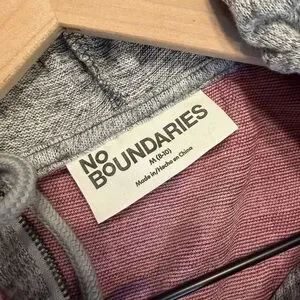 NO
BOUNDARIES
M (8-10)
Made in/Hecho en China